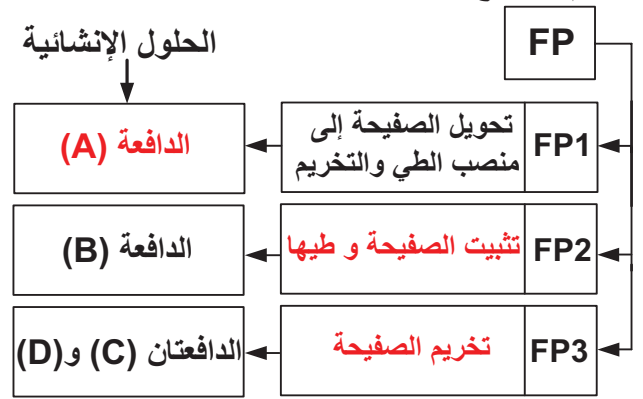 الحلول الإنشائية
FP
FP1
تحويل الصفيحة إلى
منصب الطي والتخريم
الدافعة (A)
FP2
تثبيت الصفيحة و طيها
الدافعة (B)
FP3
تخريم الصفيحة
الدافعتان (C) و(D)